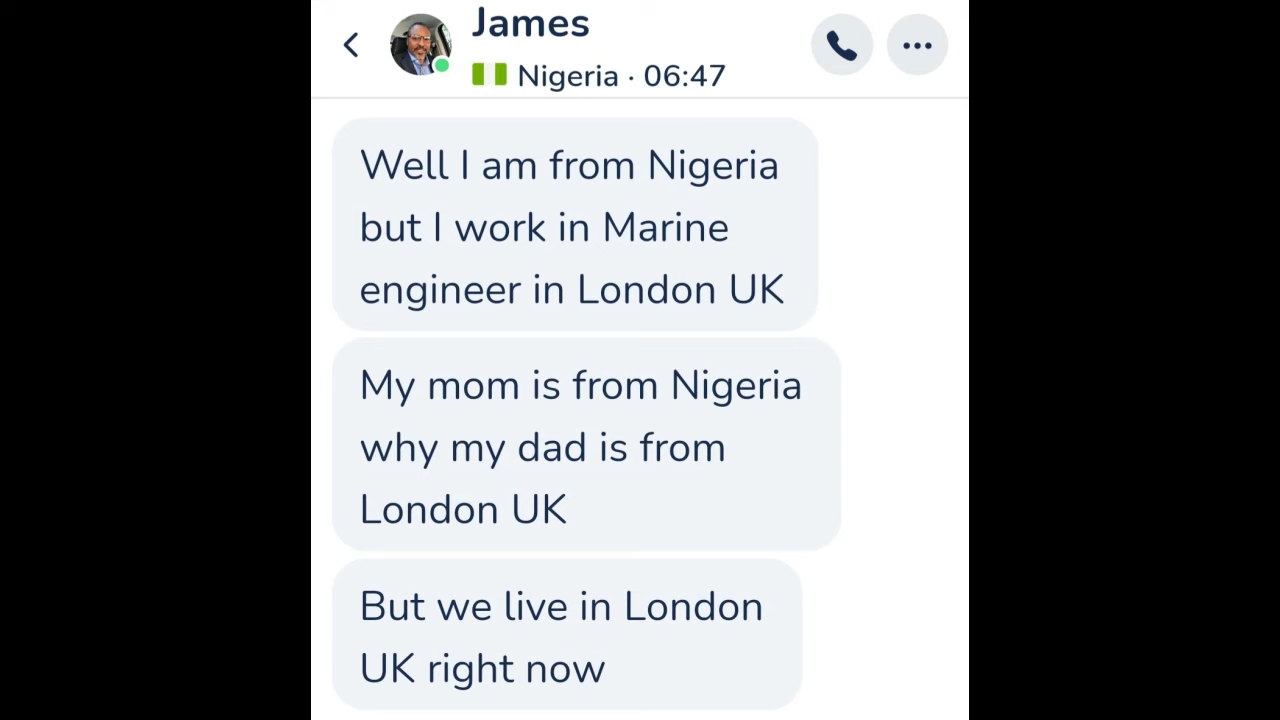 James
Nigeria · 06:47
Well I am from Nigeria
but I work in Marine
engineer in London UK
My mom is from Nigeria
why my dad is from
London UK
But we live in London
UK right now